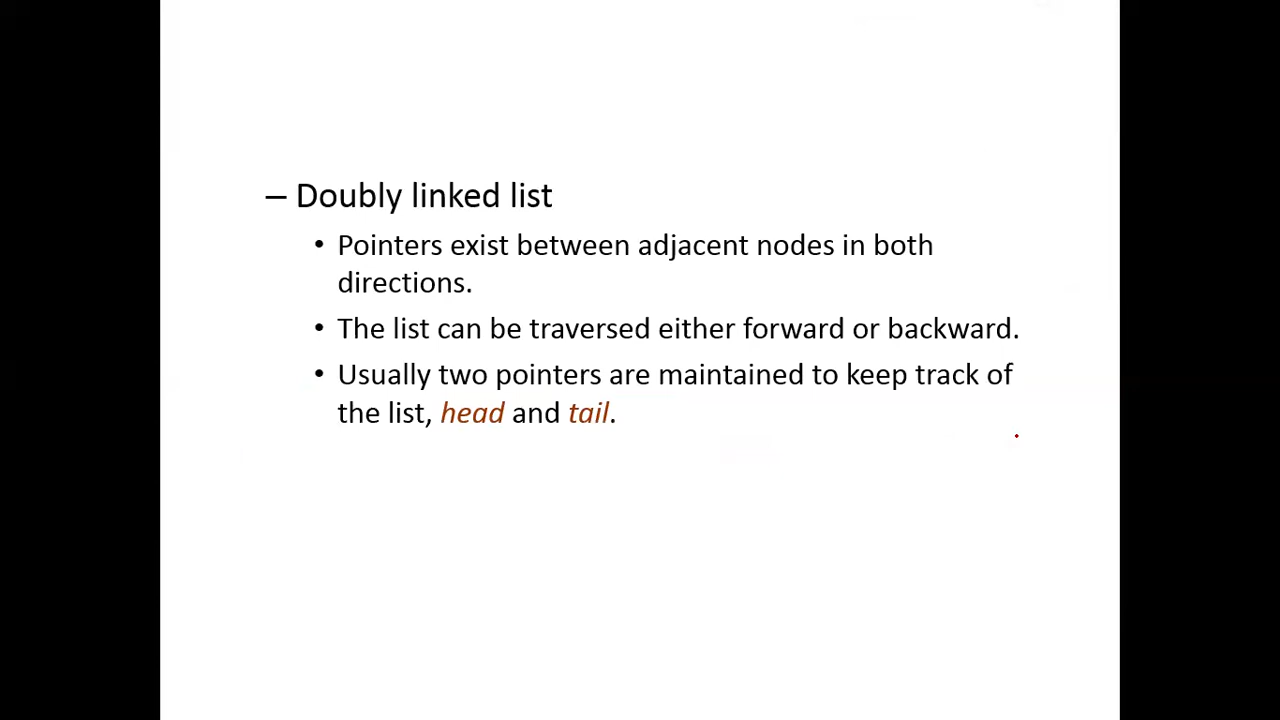 – Doubly linked list
• Pointers exist between adjacent nodes in both
directions.
• The list can be traversed either forward or backward.
• Usually two pointers are maintained to keep track of
the list, head and tail.